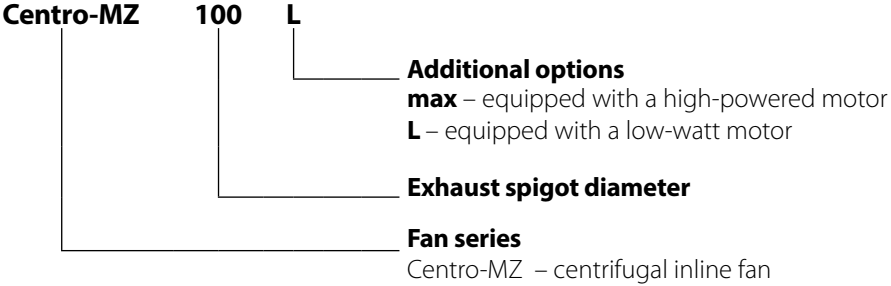 Centro-MZ 100 L
Additional options
max – equipped with a high-powered motor
L – equipped with a low-watt motor
Exhaust spigot diameter
Fan series
Centro-MZ – centrifugal inline fan